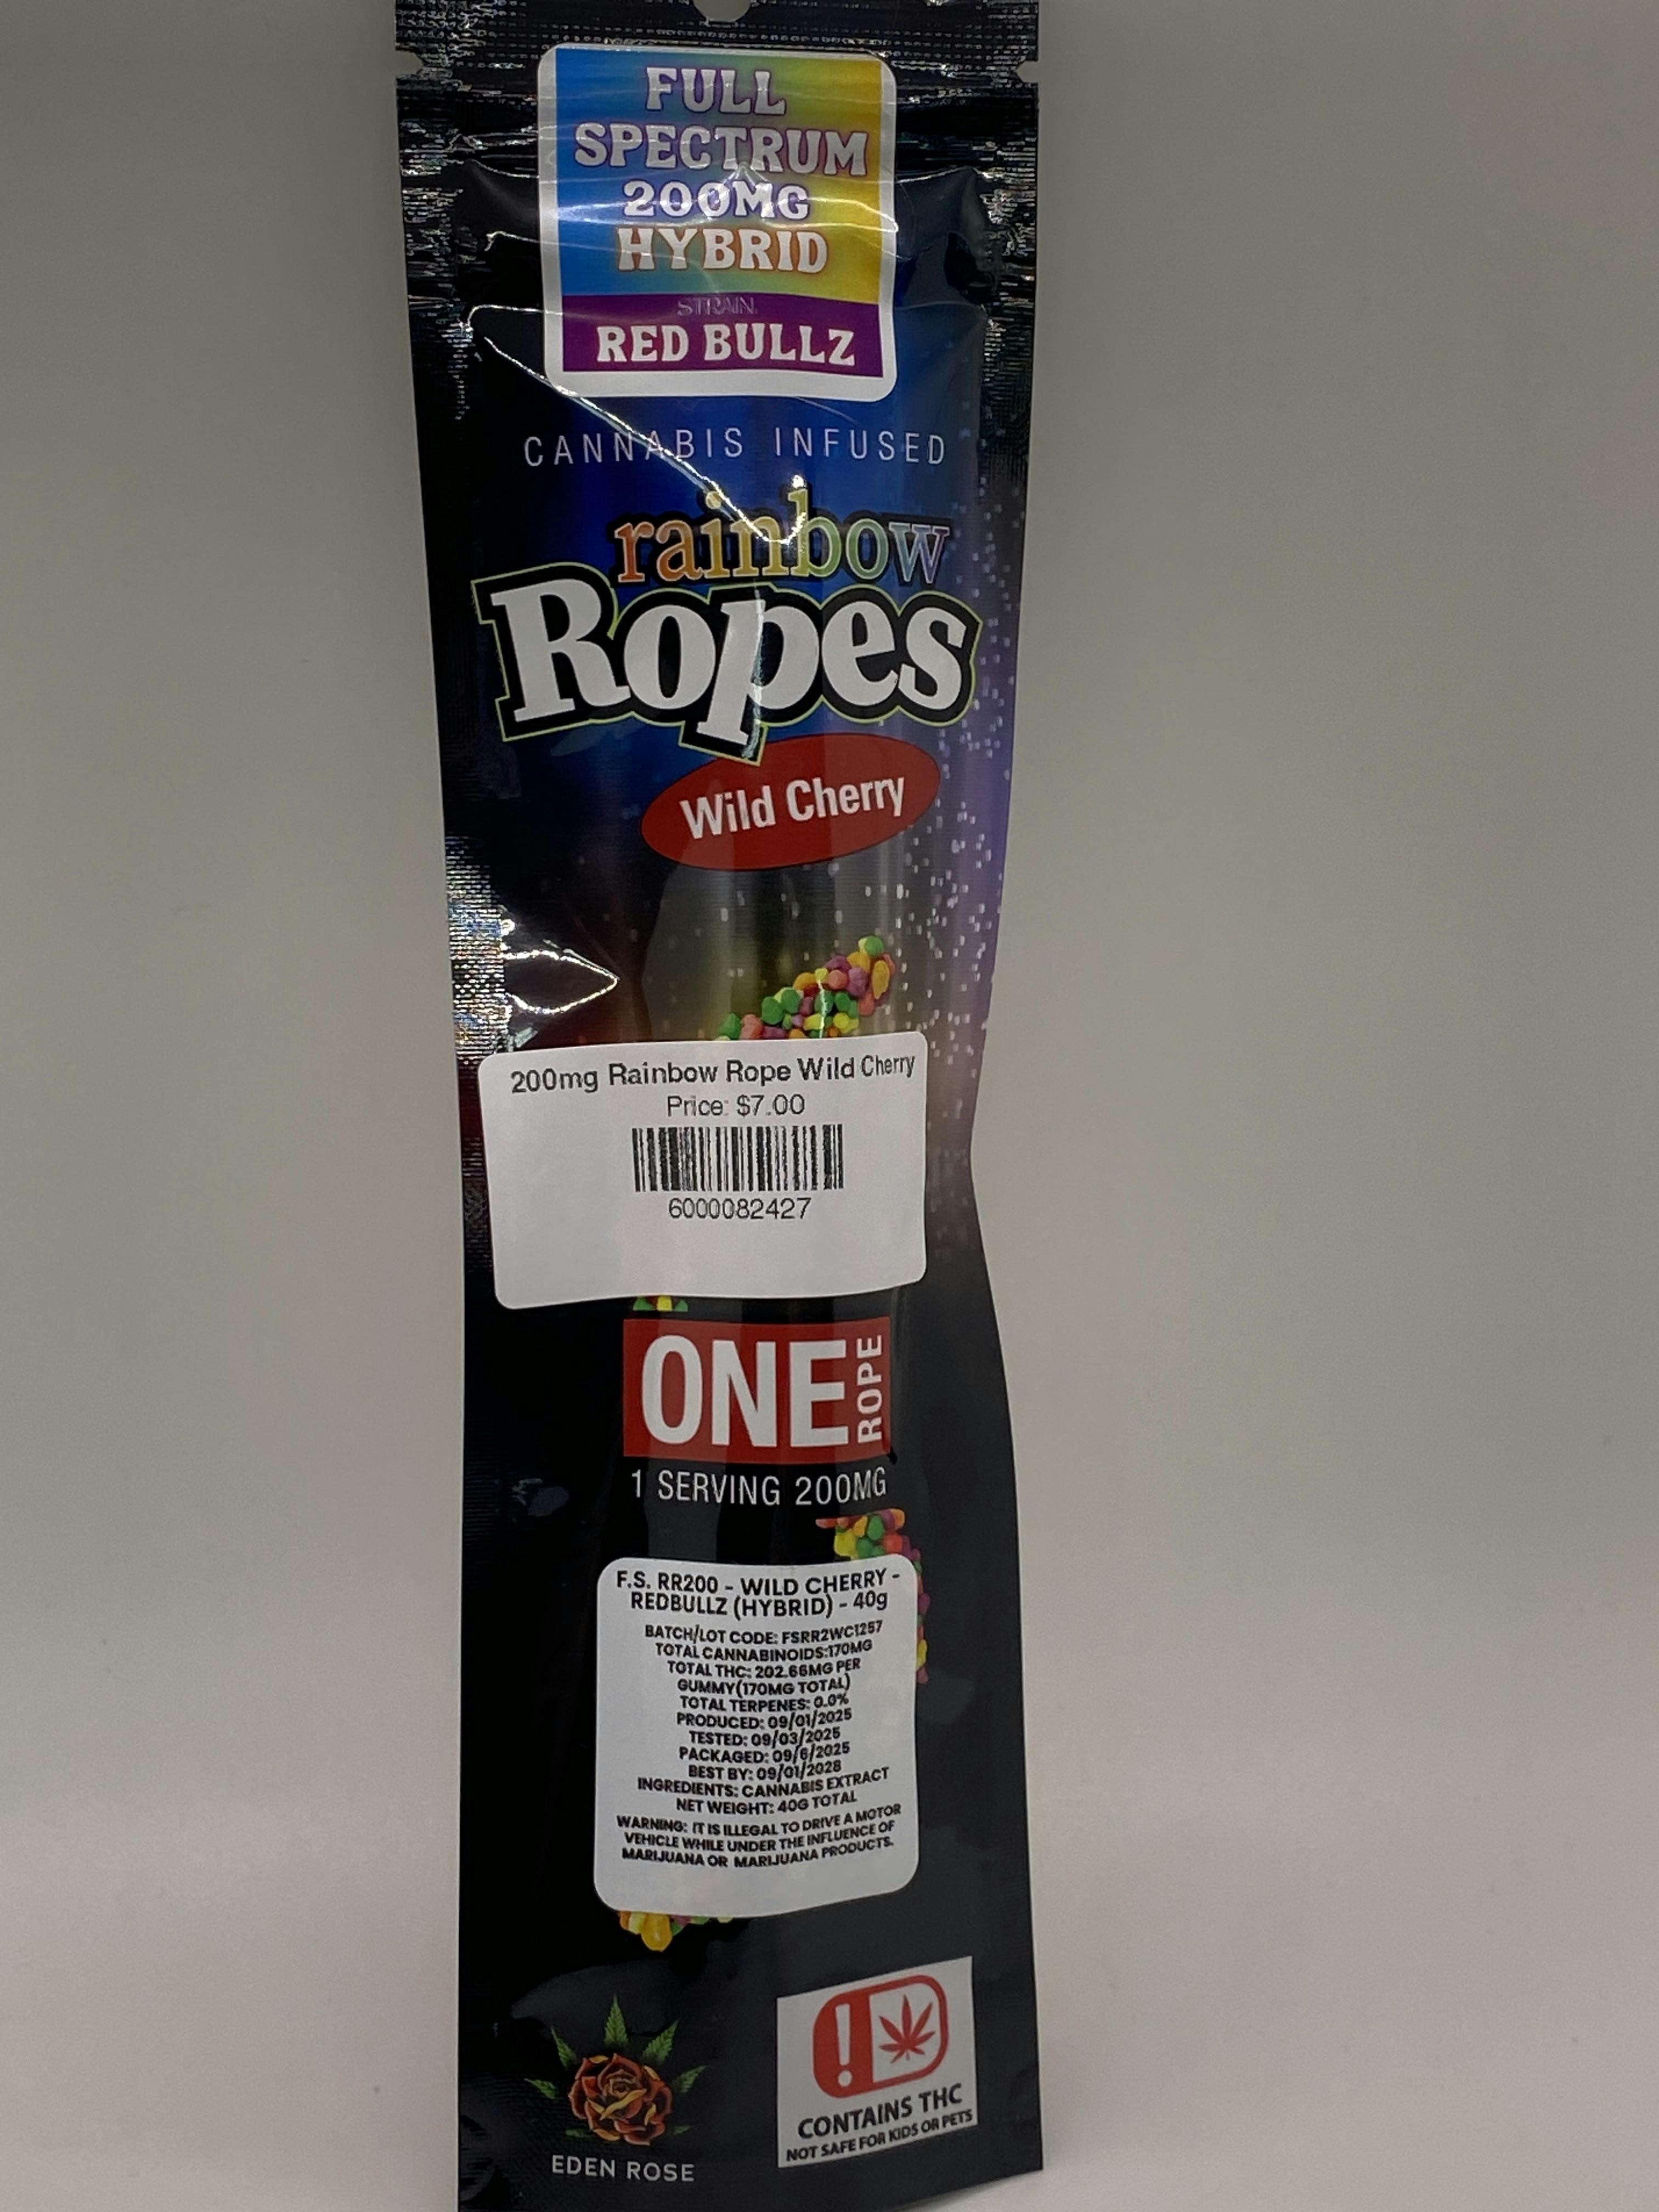 FULL
SPECTRUM
200MG
HYBRID
STRAIN
RED BULLZ
CANNABIS INFUSED
rainbow
Ropes
Wild Cherry
200mg Rainbow Rope Wild Cherry
Price: $7.00
6000082427
ONE ROPE
1 SERVING 200MG
F.S. RR200 - WILD CHERRY -
REDBULLZ (HYBRID) - 40g
BATCH/LOT CODE: FSRR2WC1257
TOTAL CANNABINOIDS:170MG
TOTAL THC: 202.66MG PER
GUMMY(170MG TOTAL)
TOTAL TERPENES: 0.0%
PRODUCED: 09/01/2025
TESTED: 09/03/2025
PACKAGED: 09/6/2025
BEST BY: 09/01/2028
INGREDIENTS: CANNABIS EXTRACT
NET WEIGHT: 40G TOTAL
WARNING: IT IS ILLEGAL TO DRIVE A MOTOR
VEHICLE WHILE UNDER THE INFLUENCE OF
MARIJUANA OR MARIJUANA PRODUCTS.
EDEN ROSE
!
CONTAINS THC
NOT SAFE FOR KIDS OR PETS